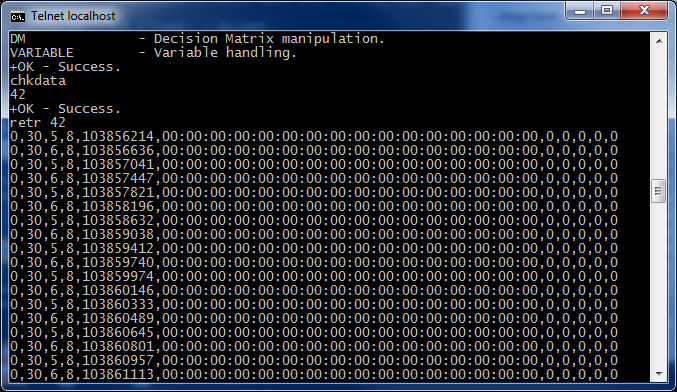 Telnet localhost
DM - Decision Matrix manipulation.
VARIABLE - Variable handling.
+OK - Success.
chkdata
42
+OK - Success.
retr 42
0,30,5,8,103856214,00:00:00:00:00:00:00:00:00:00:00:00:00:00:00:00,0,0,0,0,0
0,30,6,8,103856636,00:00:00:00:00:00:00:00:00:00:00:00:00:00:00:00,0,0,0,0,0
0,30,5,8,103857041,00:00:00:00:00:00:00:00:00:00:00:00:00:00:00:00,0,0,0,0,0
0,30,6,8,103857447,00:00:00:00:00:00:00:00:00:00:00:00:00:00:00:00,0,0,0,0,0
0,30,5,8,103857821,00:00:00:00:00:00:00:00:00:00:00:00:00:00:00:00,0,0,0,0,0
0,30,6,8,103858196,00:00:00:00:00:00:00:00:00:00:00:00:00:00:00:00,0,0,0,0,0
0,30,5,8,103858632,00:00:00:00:00:00:00:00:00:00:00:00:00:00:00:00,0,0,0,0,0
0,30,6,8,103859038,00:00:00:00:00:00:00:00:00:00:00:00:00:00:00:00,0,0,0,0,0
0,30,5,8,103859412,00:00:00:00:00:00:00:00:00:00:00:00:00:00:00:00,0,0,0,0,0
0,30,6,8,103859740,00:00:00:00:00:00:00:00:00:00:00:00:00:00:00:00,0,0,0,0,0
0,30,5,8,103859974,00:00:00:00:00:00:00:00:00:00:00:00:00:00:00:00,0,0,0,0,0
0,30,6,8,103860146,00:00:00:00:00:00:00:00:00:00:00:00:00:00:00:00,0,0,0,0,0
0,30,5,8,103860333,00:00:00:00:00:00:00:00:00:00:00:00:00:00:00:00,0,0,0,0,0
0,30,6,8,103860489,00:00:00:00:00:00:00:00:00:00:00:00:00:00:00:00,0,0,0,0,0
0,30,5,8,103860645,00:00:00:00:00:00:00:00:00:00:00:00:00:00:00:00,0,0,0,0,0
0,30,6,8,103860801,00:00:00:00:00:00:00:00:00:00:00:00:00:00:00:00,0,0,0,0,0
0,30,5,8,103860957,00:00:00:00:00:00:00:00:00:00:00:00:00:00:00:00,0,0,0,0,0
0,30,6,8,103861113,00:00:00:00:00:00:00:00:00:00:00:00:00:00:00:00,0,0,0,0,0